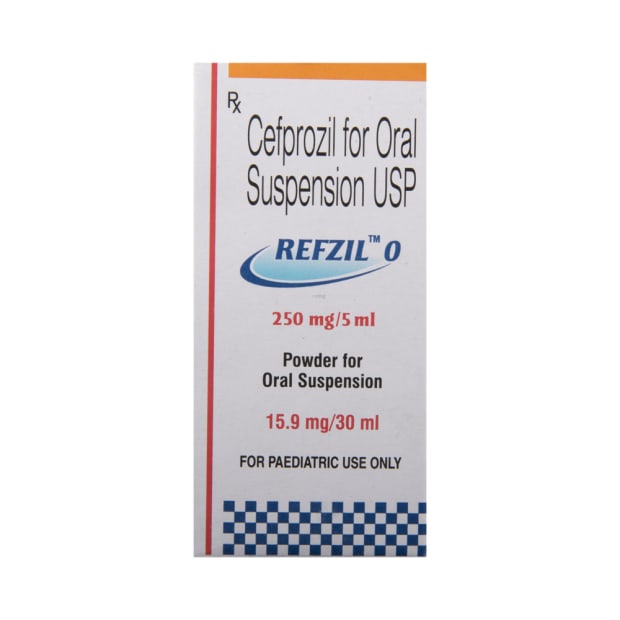 Rx
Cefprozil for Oral
Suspension USP
REFZIL™ O
250 mg/5 ml
Powder for
Oral Suspension
15.9 mg/30 ml
FOR PAEDIATRIC USE ONLY